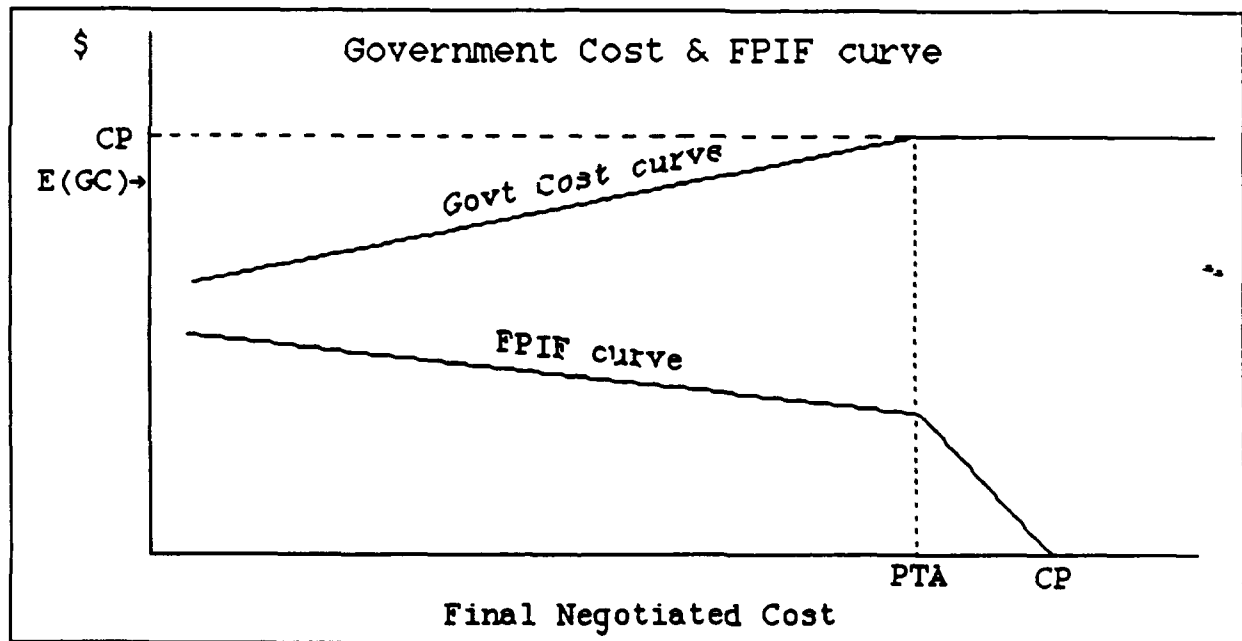 $
Government Cost & FPIF curve
CP
E(GC)→
Govt Cost curve
FPIF curve
PTA
CP
Final Negotiated Cost